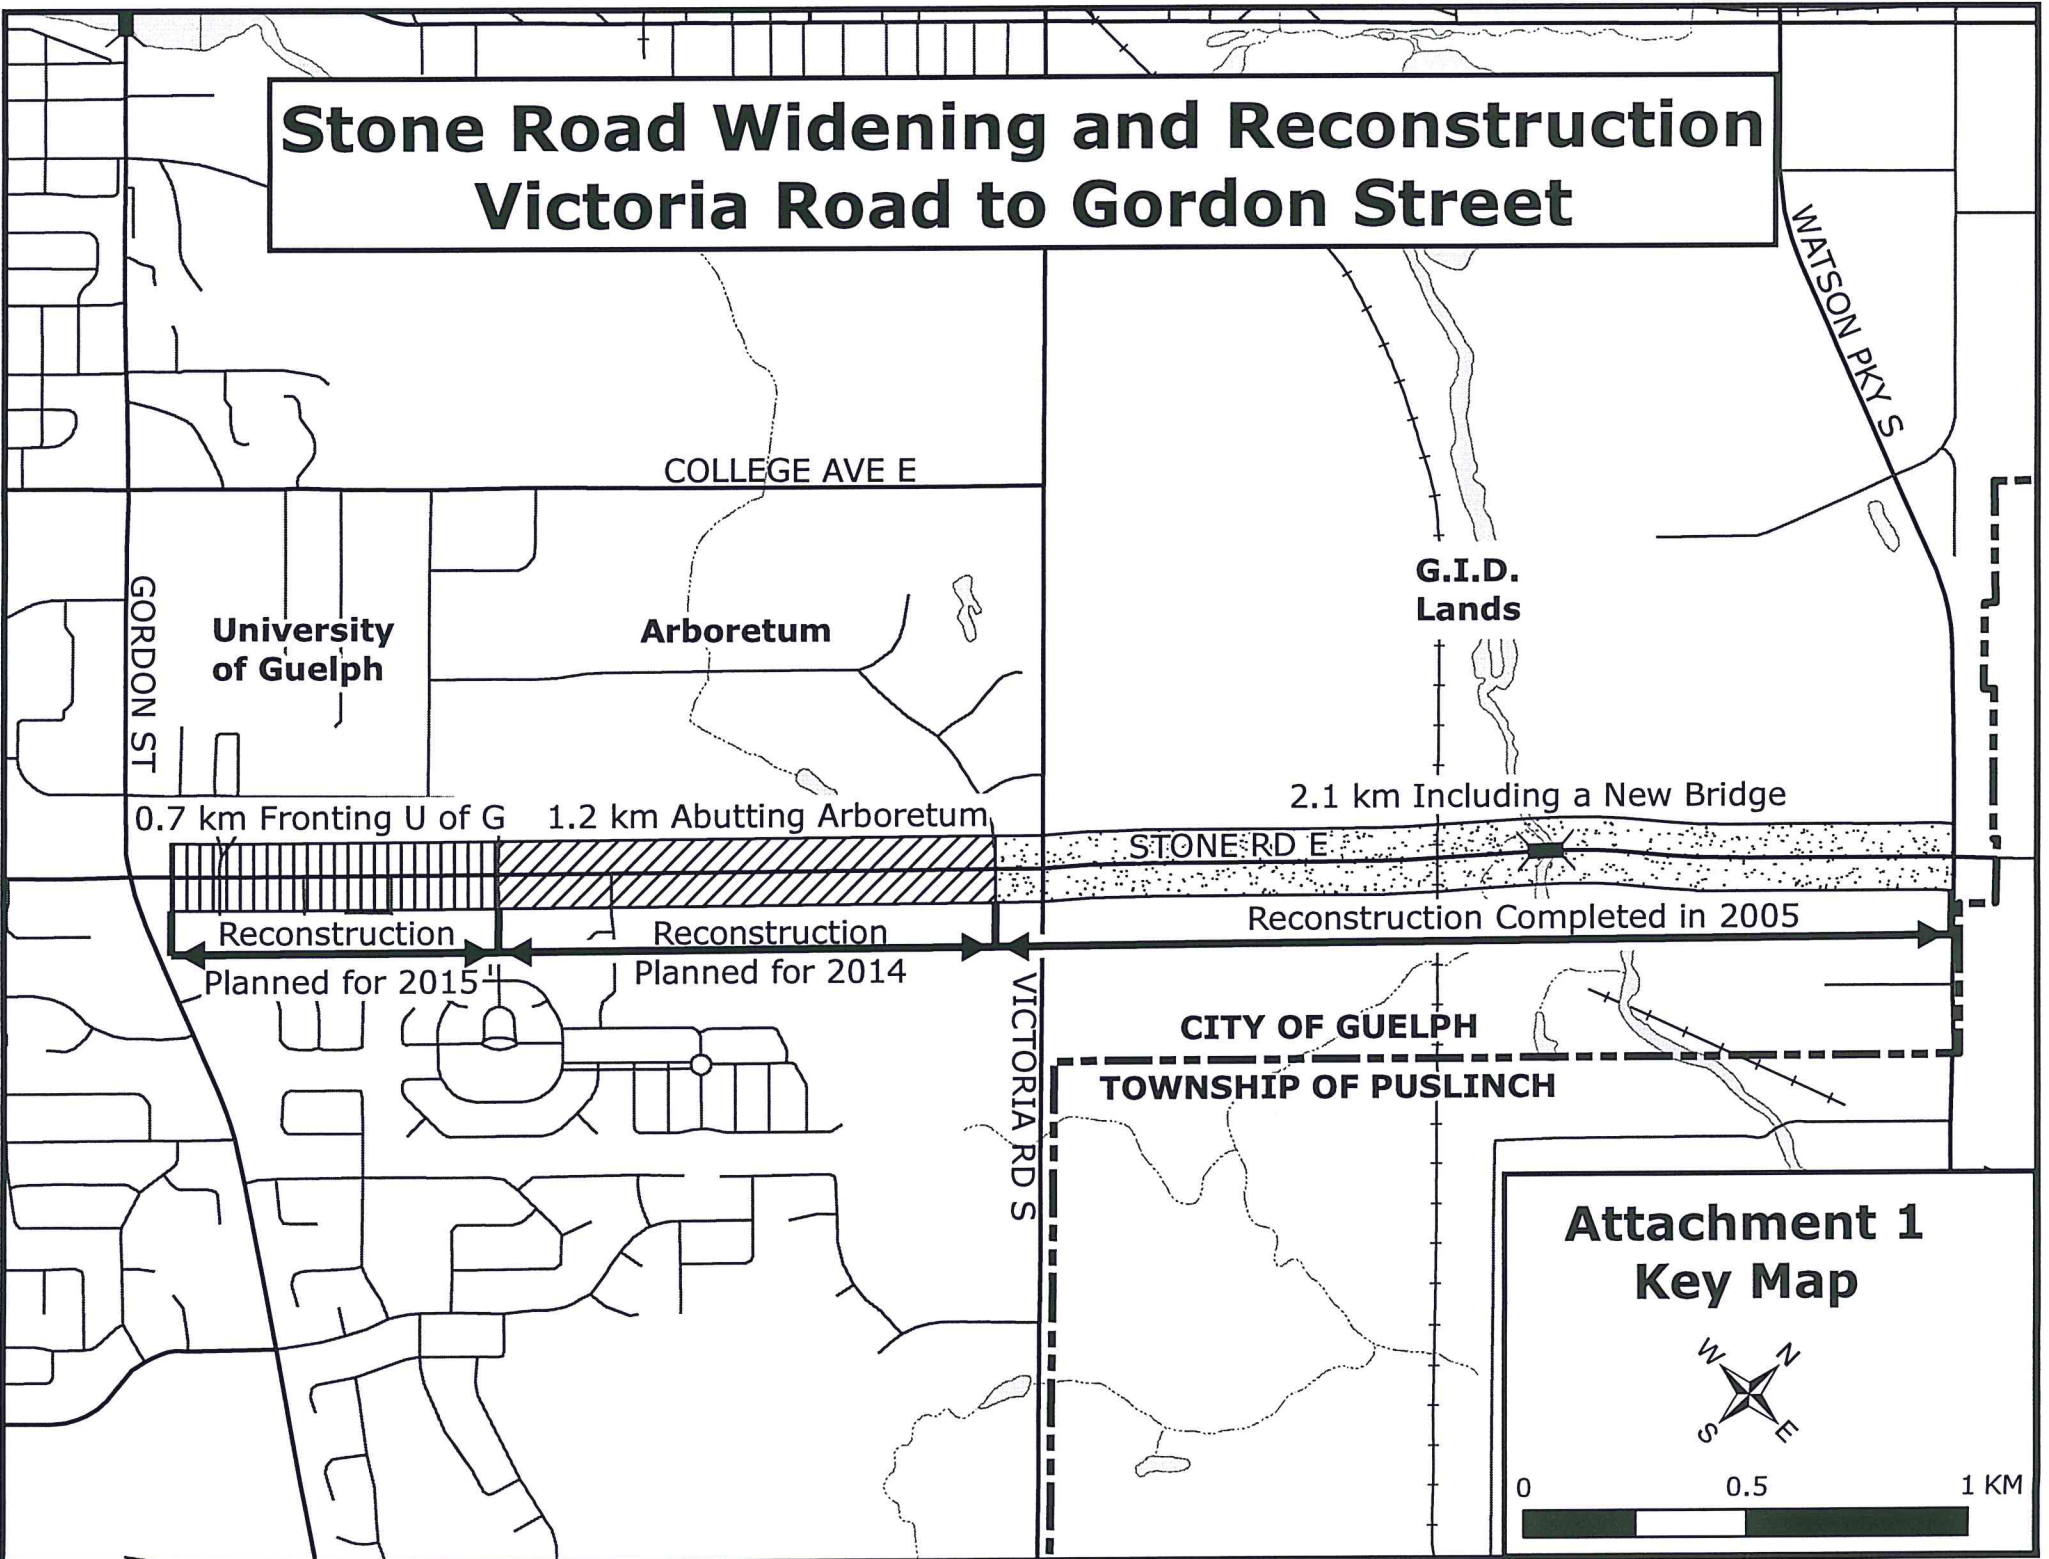 Stone Road Widening and Reconstruction
Victoria Road to Gordon Street
WATSON PKY S
COLLEGE AVE E
GORDON ST
University
of Guelph
Arboretum
G.I.D.
Lands
0.7 km Fronting U of G
1.2 km Abutting Arboretum
2.1 km Including a New Bridge
STONE RD E
Reconstruction
Planned for 2015
Reconstruction
Planned for 2014
Reconstruction Completed in 2005
VICTORIA RD S
CITY OF GUELPH
TOWNSHIP OF PUSLINCH
Attachment 1
Key Map
W N
S E
0 0.5 1 KM